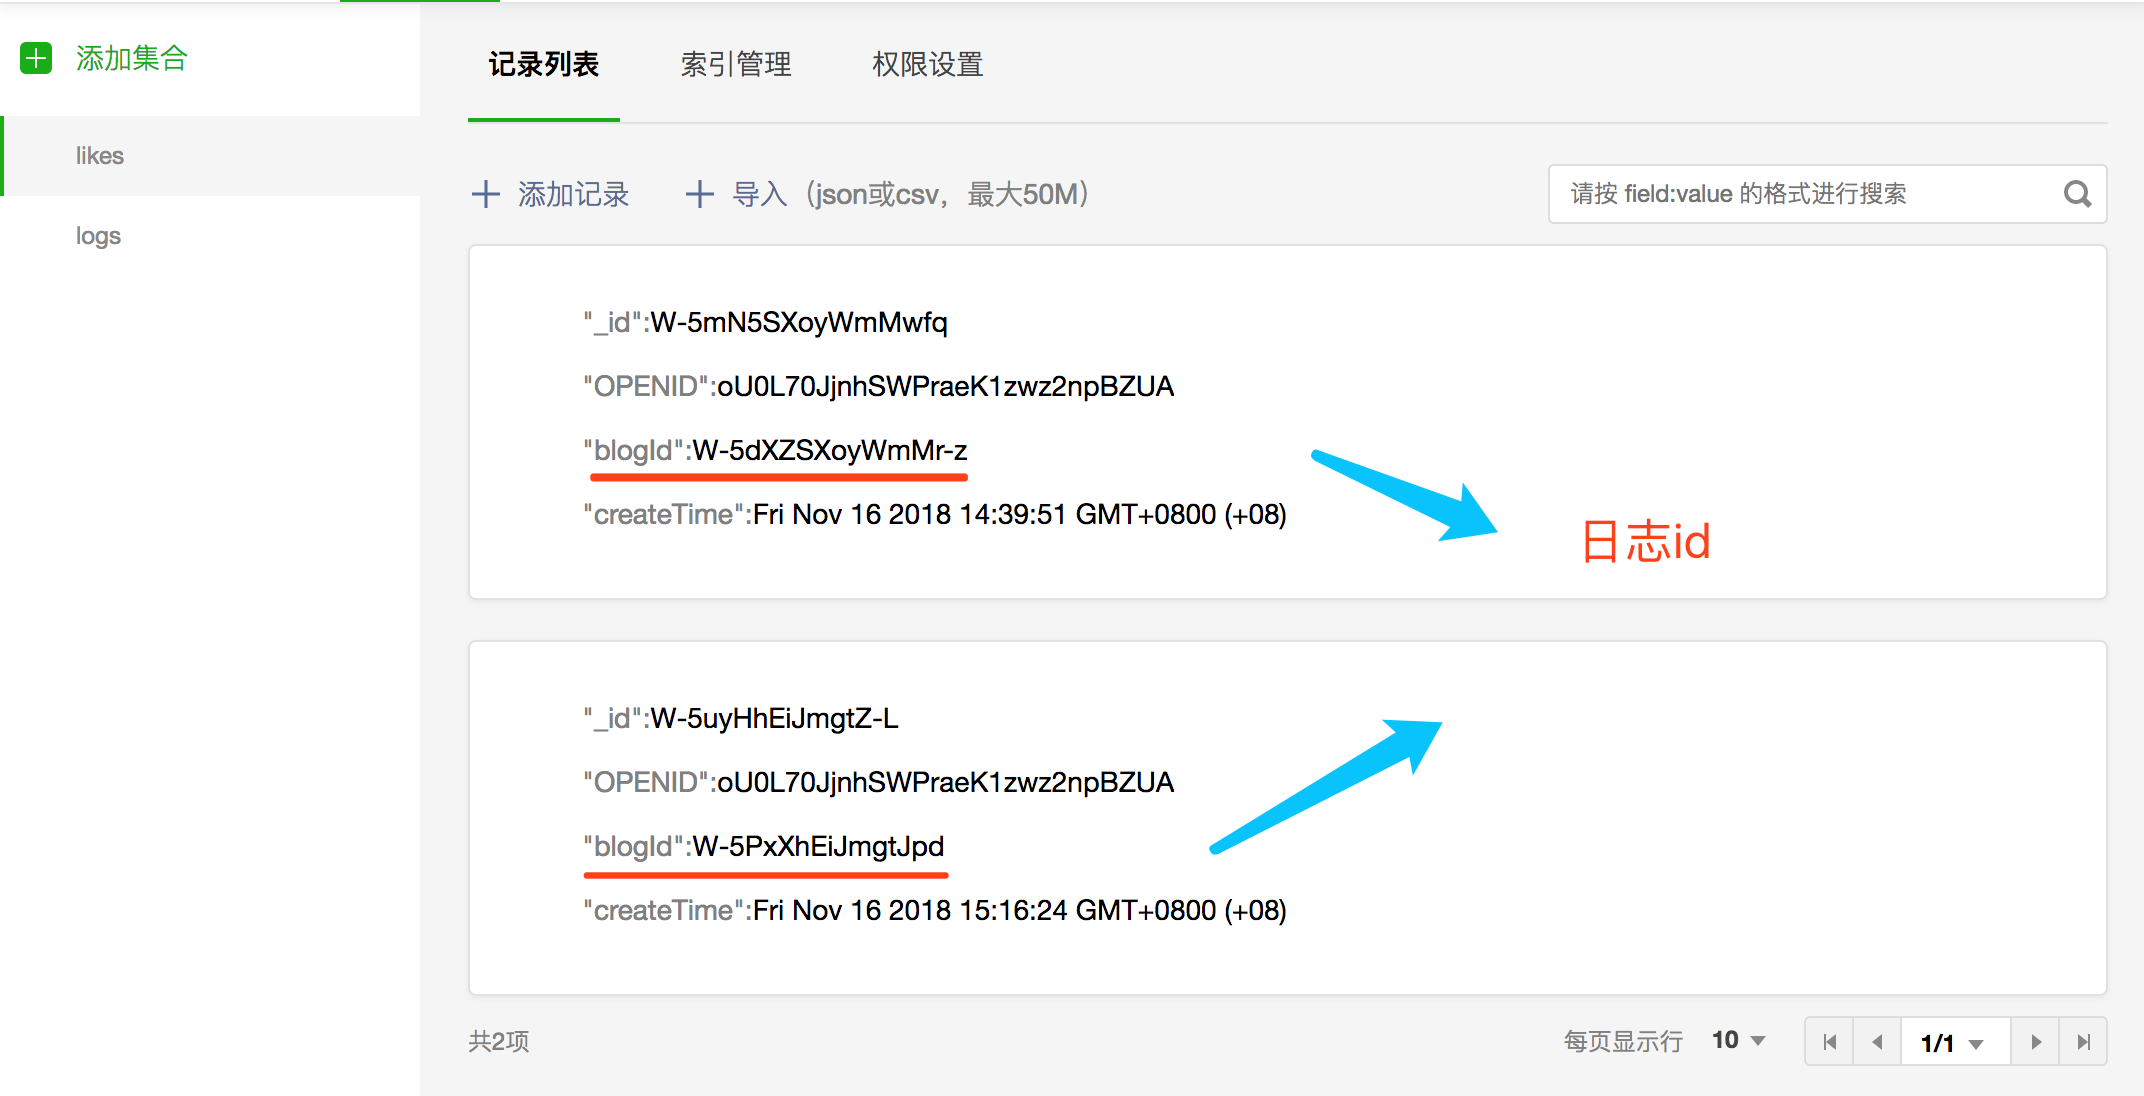 添加集合
likes
logs
记录列表 索引管理 权限设置
添加记录 导入（json或csv，最大50M）
请按 field:value 的格式进行搜索
"_id":W-5mN5SXoyWmMwfq
"OPENID":oU0L70JjnhSWPraeK1zwz2npBZUA
"blogId":W-5dXZSXoyWmMr-z
"createTime":Fri Nov 16 2018 14:39:51 GMT+0800 (+08)
日志id
"_id":W-5uyHhEiJmgtZ-L
"OPENID":oU0L70JjnhSWPraeK1zwz2npBZUA
"blogId":W-5PxXhEiJmgtJpd
"createTime":Fri Nov 16 2018 15:16:24 GMT+0800 (+08)
共2项
每页显示行 10 1/1